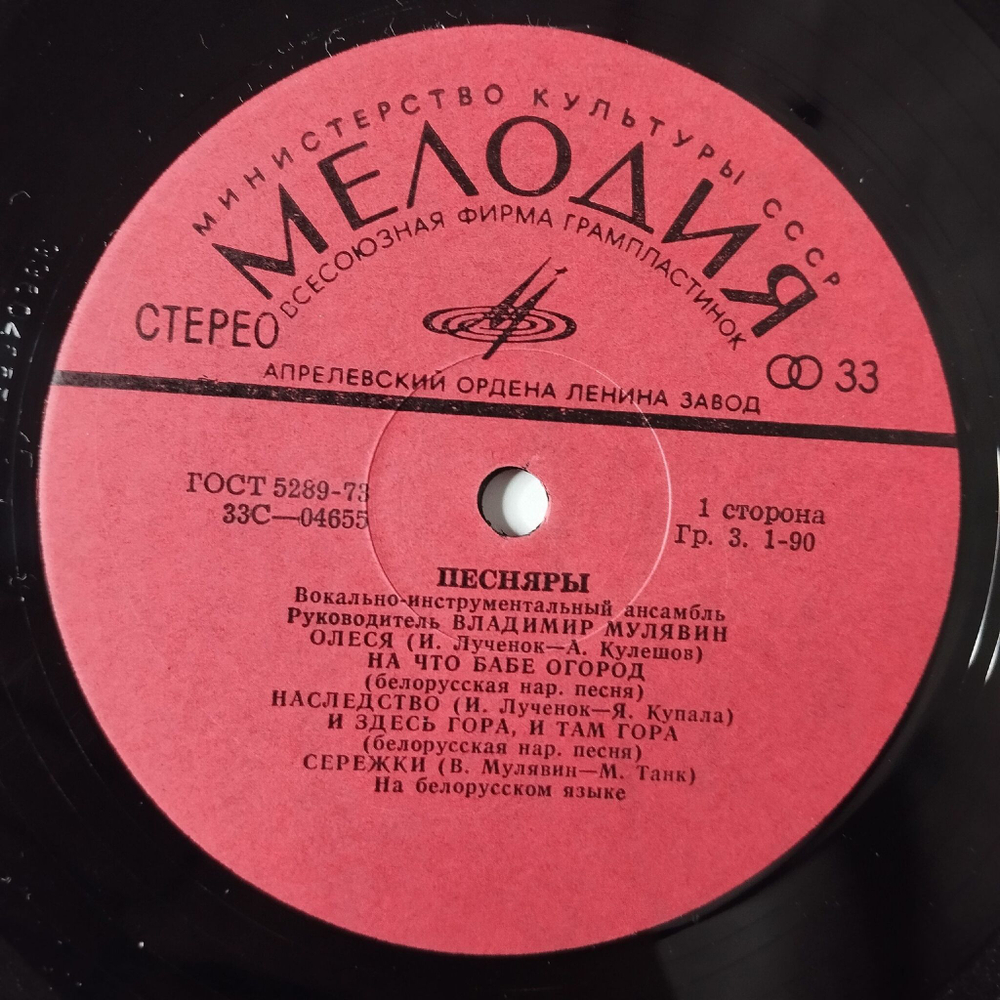 МИНИСТЕРСТВО КУЛЬТУРЫ СССР
МЕЛОДИЯ
ВСЕСОЮЗНАЯ ФИРМА ГРАМПЛАСТИНОК
СТЕРЕО
33
АПРЕЛЕВСКИЙ ОРДЕНА ЛЕНИНА ЗАВОД
ГОСТ 5289-73
33С—04655
1 сторона
Гр. 3. 1-90
ПЕСНЯРЫ
Вокально-инструментальный ансамбль
Руководитель ВЛАДИМИР МУЛЯВИН
ОЛЕСЯ (И. Лученок—А. Кулешов)
НА ЧТО БАБЕ ОГОРОД
(белорусская нар. песня)
НАСЛЕДСТВО (И. Лученок—Я. Купала)
И ЗДЕСЬ ГОРА, И ТАМ ГОРА
(белорусская нар. песня)
СЕРЕЖКИ (В. Мулявин—М. Танк)
На белорусском языке